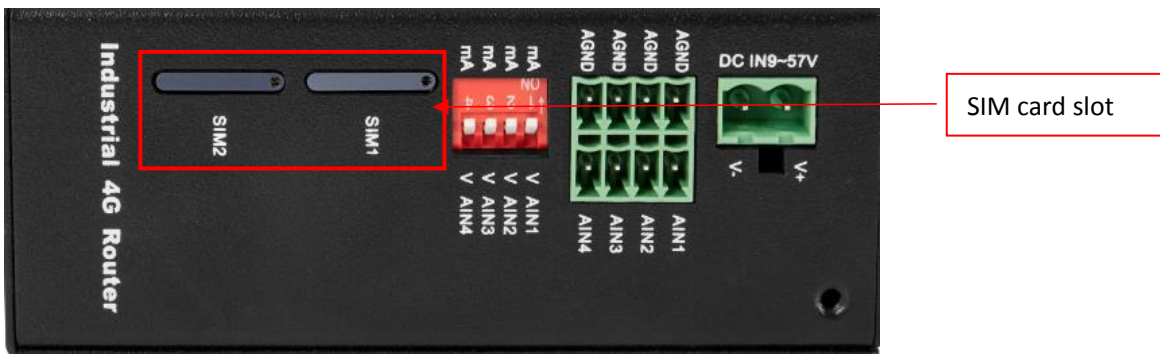 Industrial 4G Router
SIM2
SIM1
mA mA mA mA
ON
4 3 2 1
V AIN4
V AIN3
V AIN2
V AIN1
AGND AGND AGND AGND
AIN4
AIN3
AIN2
AIN1
DC IN9~57V
V-
V+
SIM card slot